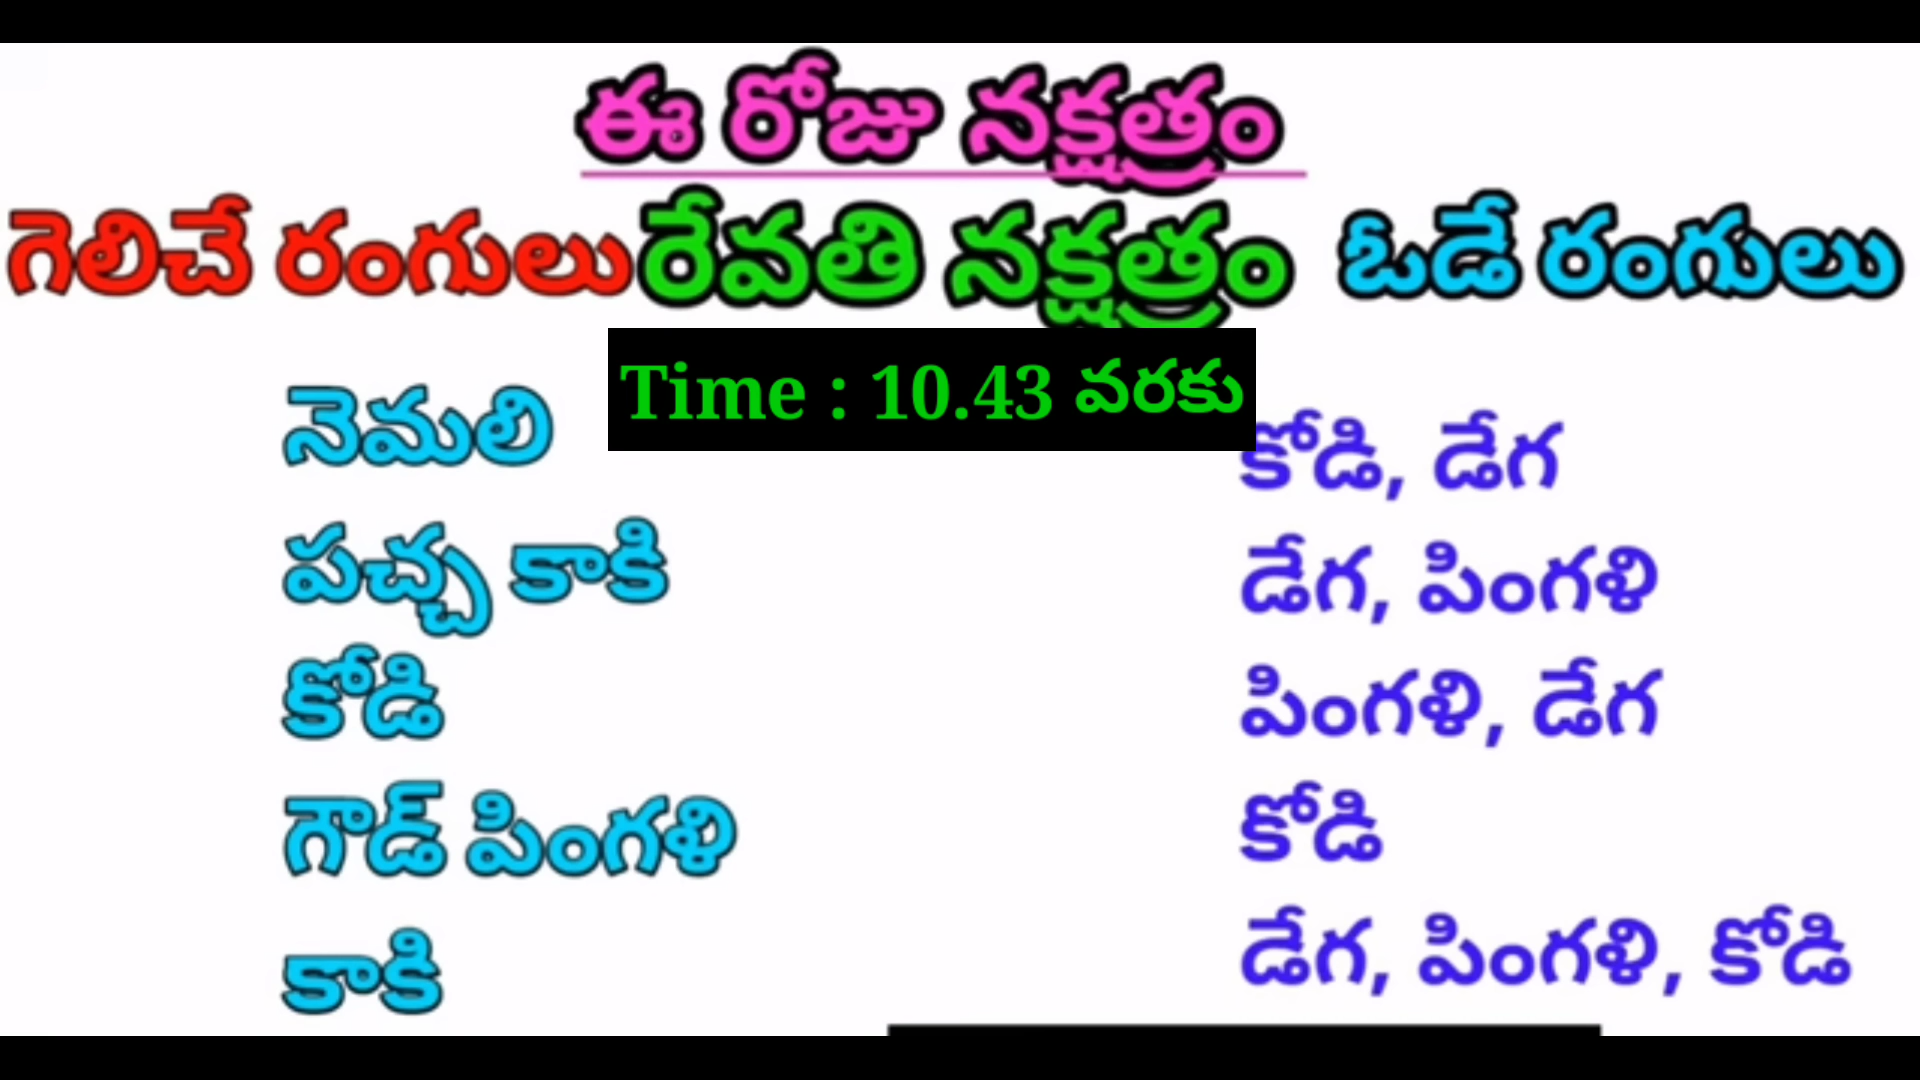 ఈ రోజు నక్షత్రం
గెలిచే రంగులు రేవతి నక్షత్రం ఓడే రంగులు
Time : 10.43 వరకు
నెమలి కోడి, డేగ
పచ్చ కాకి డేగ, పింగళి
కోడి పింగళి, డేగ
గౌడ్ పింగళి కోడి
కాకి డేగ, పింగళి, కోడి